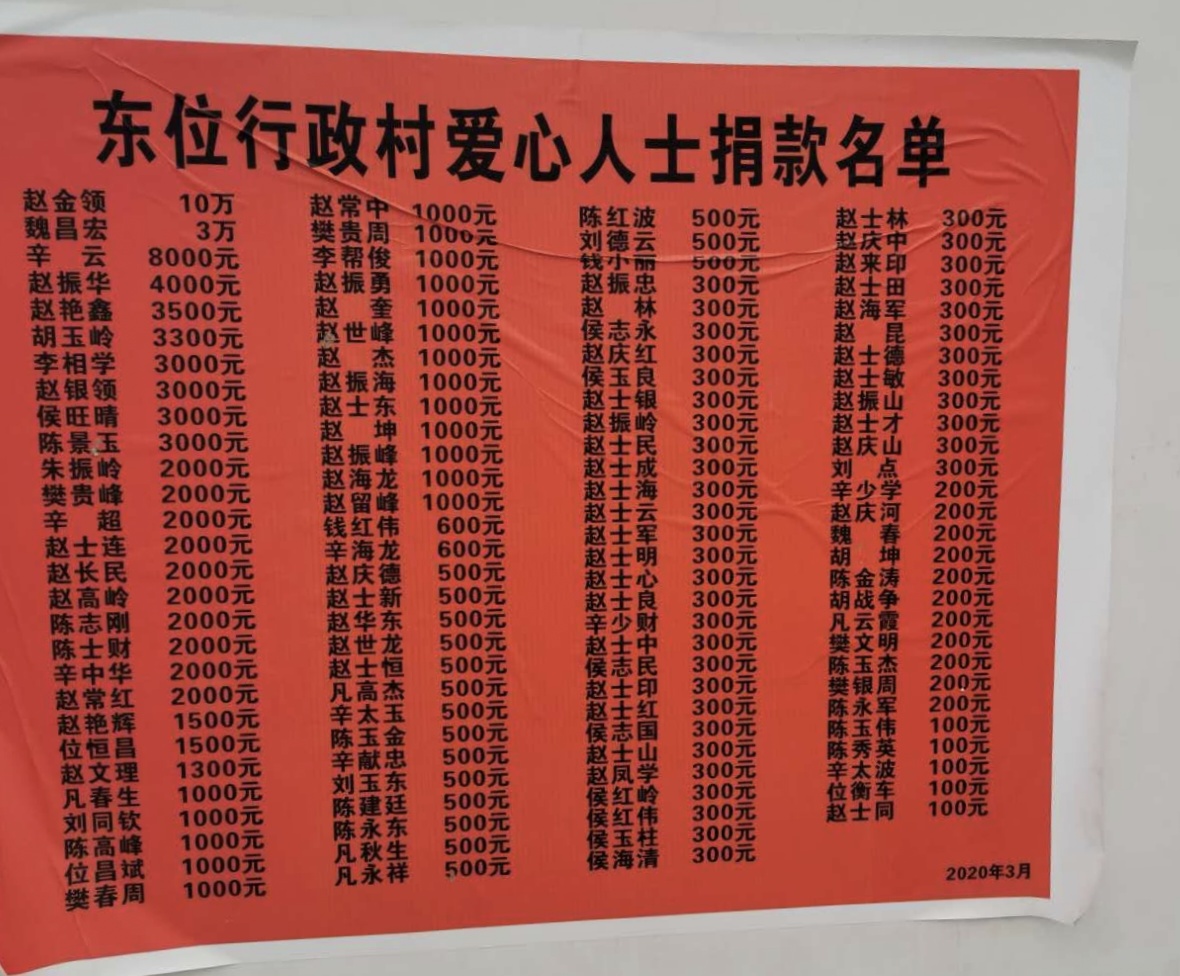 东位行政村爱心人士捐款名单
赵金领 10万
魏昌宏 3万
辛云 8000元
赵振华 4000元
赵艳鑫 3500元
胡玉岭 3300元
李相学 3000元
赵银领 3000元
侯旺晴 3000元
陈景玉 3000元
朱振岭 2000元
樊贵峰 2000元
辛超 2000元
赵士连 2000元
赵长民 2000元
赵高岭 2000元
陈志刚 2000元
陈士财 2000元
辛中华 2000元
赵常红 2000元
赵艳辉 1500元
位恒昌 1500元
赵文理 1300元
凡春生 1000元
刘同钦 1000元
陈高峰 1000元
位昌斌 1000元
樊春周 1000元
赵常中 1000元
樊贵周 1000元
李帮俊 1000元
赵振勇 1000元
赵奎 1000元
赵世峰 1000元
赵杰 1000元
赵振海 1000元
赵士东 1000元
赵坤 1000元
赵振峰 1000元
赵海龙 1000元
赵留峰 1000元
钱红伟 600元
辛海龙 600元
赵庆德 500元
赵士新 500元
赵华东 500元
赵世龙 500元
赵士恒 500元
凡高杰 500元
辛太玉 500元
陈玉金 500元
辛献忠 500元
刘玉东 500元
陈建廷 500元
陈永东 500元
凡秋生 500元
凡永祥 500元
陈红波 500元
刘德云 500元
钱小丽 500元
赵振忠 300元
赵林 300元
侯志永 300元
赵庆红 300元
侯玉良 300元
赵士银 300元
赵振岭 300元
赵士民 300元
赵士成 300元
赵士海 300元
赵士云 300元
赵士军 300元
赵士明 300元
赵士心 300元
赵士良 300元
辛少财 300元
赵士中 300元
侯志民 300元
赵士印 300元
赵士红 300元
侯志国 300元
赵士山 300元
赵凤学 300元
侯红岭 300元
侯红伟 300元
侯玉柱 300元
侯海清 300元
赵士林 300元
赵庆中 300元
赵来印 300元
赵士田 300元
赵海军 300元
赵昆 300元
赵士德 300元
赵士敏 300元
赵振山 300元
赵士才 300元
赵庆山 300元
刘点 300元
辛少学 200元
赵庆河 200元
魏春 200元
胡坤 200元
陈金涛 200元
胡战争 200元
凡云霞 200元
樊文明 200元
陈玉杰 200元
樊银周 200元
陈永军 200元
陈玉伟 100元
陈秀英 100元
辛太波 100元
位衡车 100元
赵士同 100元
2020年3月